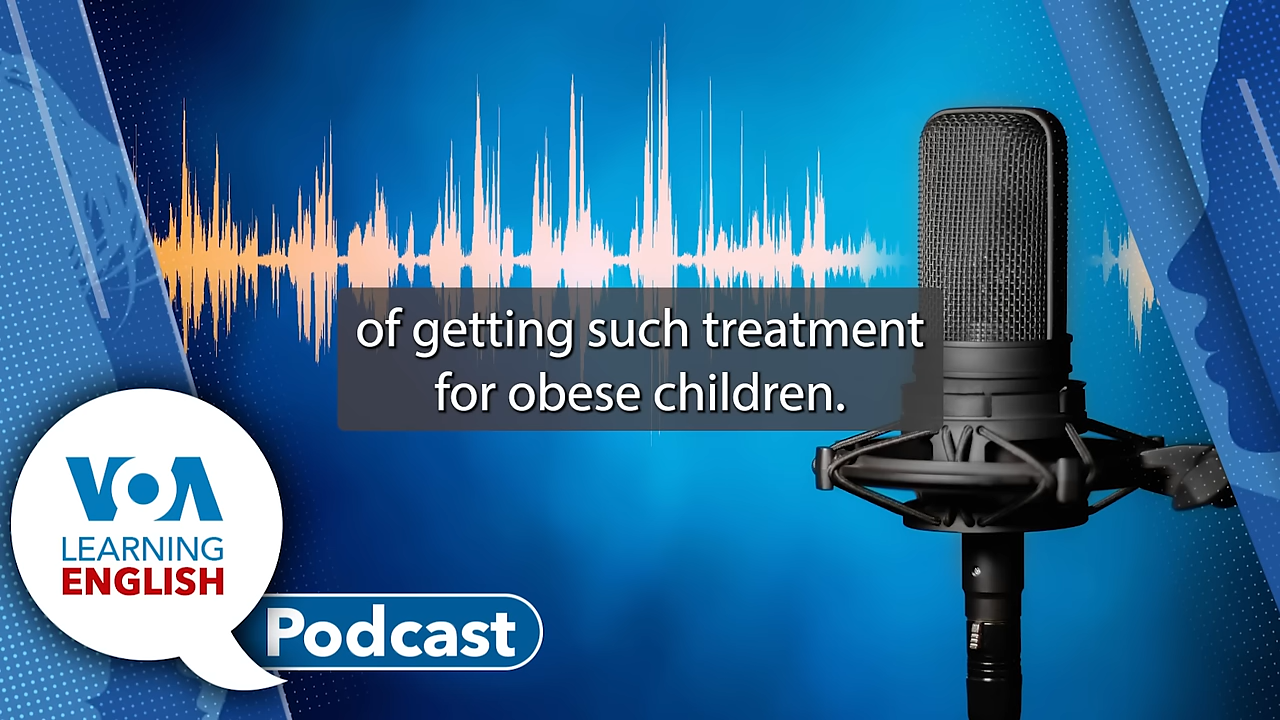 of getting such treatment
for obese children.
VOA
LEARNING
ENGLISH
Podcast